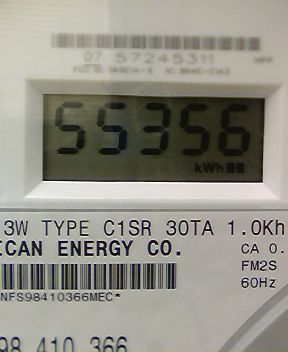 07 57245311
55356
kWh
3W TYPE C1SR 30TA 1.0Kh
ICAN ENERGY CO.
CA 0.
FM2S
60Hz
NFS98410366MEC*
98 410 366